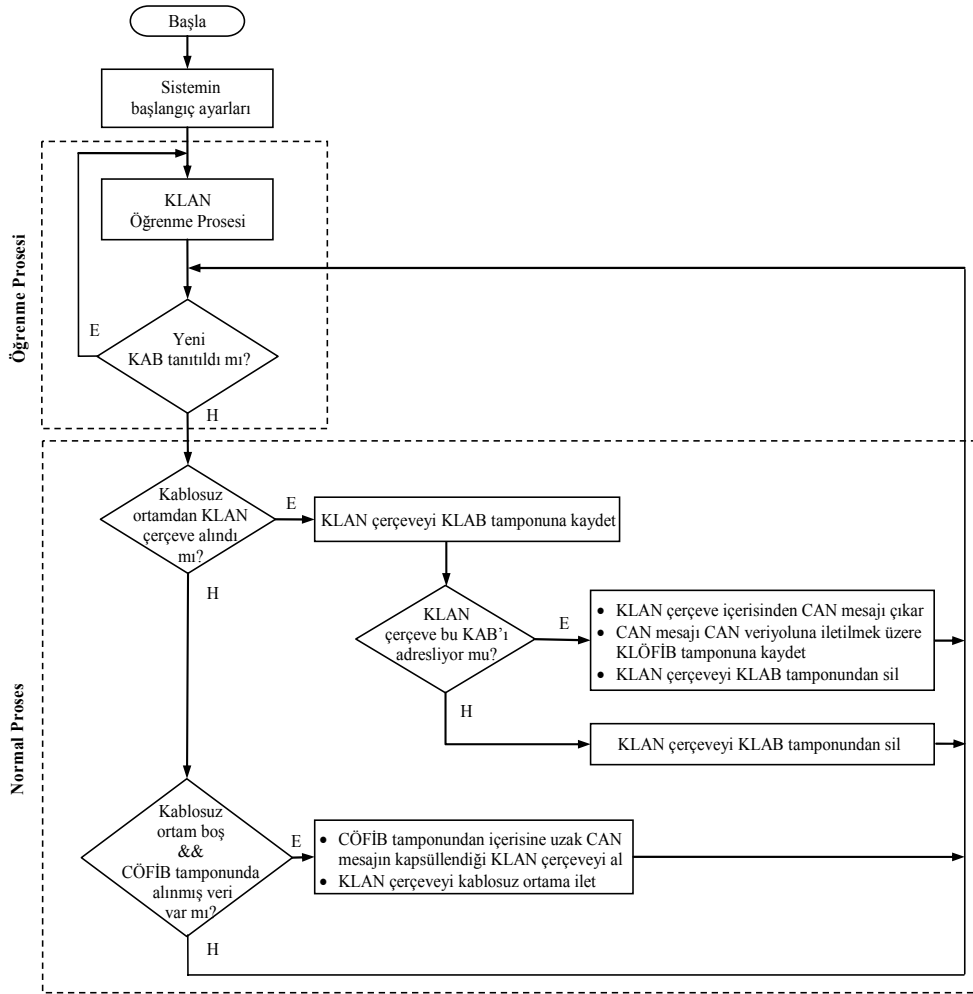 Başla
Sistemin
başlangıç ayarları
Öğrenme Prosesi
KLAN
Öğrenme Prosesi
E
Yeni
KAB tanıtıldı mı?
H
Normal Proses
Kablosuz
ortamdan KLAN
çerçeve alındı
mı?
E
KLAN çerçeveyi KLAB tamponuna kaydet
H
KLAN
çerçeve bu KAB’ı
adresliyor mu?
E
• KLAN çerçeve içerisinden CAN mesajı çıkar
• CAN mesajı CAN veriyoluna iletilmek üzere
KLÖFİB tamponuna kaydet
• KLAN çerçeveyi KLAB tamponundan sil
H
KLAN çerçeveyi KLAB tamponundan sil
Kablosuz
ortam boş
&&
CÖFİB tamponunda
alınmış veri
var mı?
E
• CÖFİB tamponundan içerisine uzak CAN
mesajın kapsüllendiği KLAN çerçeveyi al
• KLAN çerçeveyi kablosuz ortama ilet
H